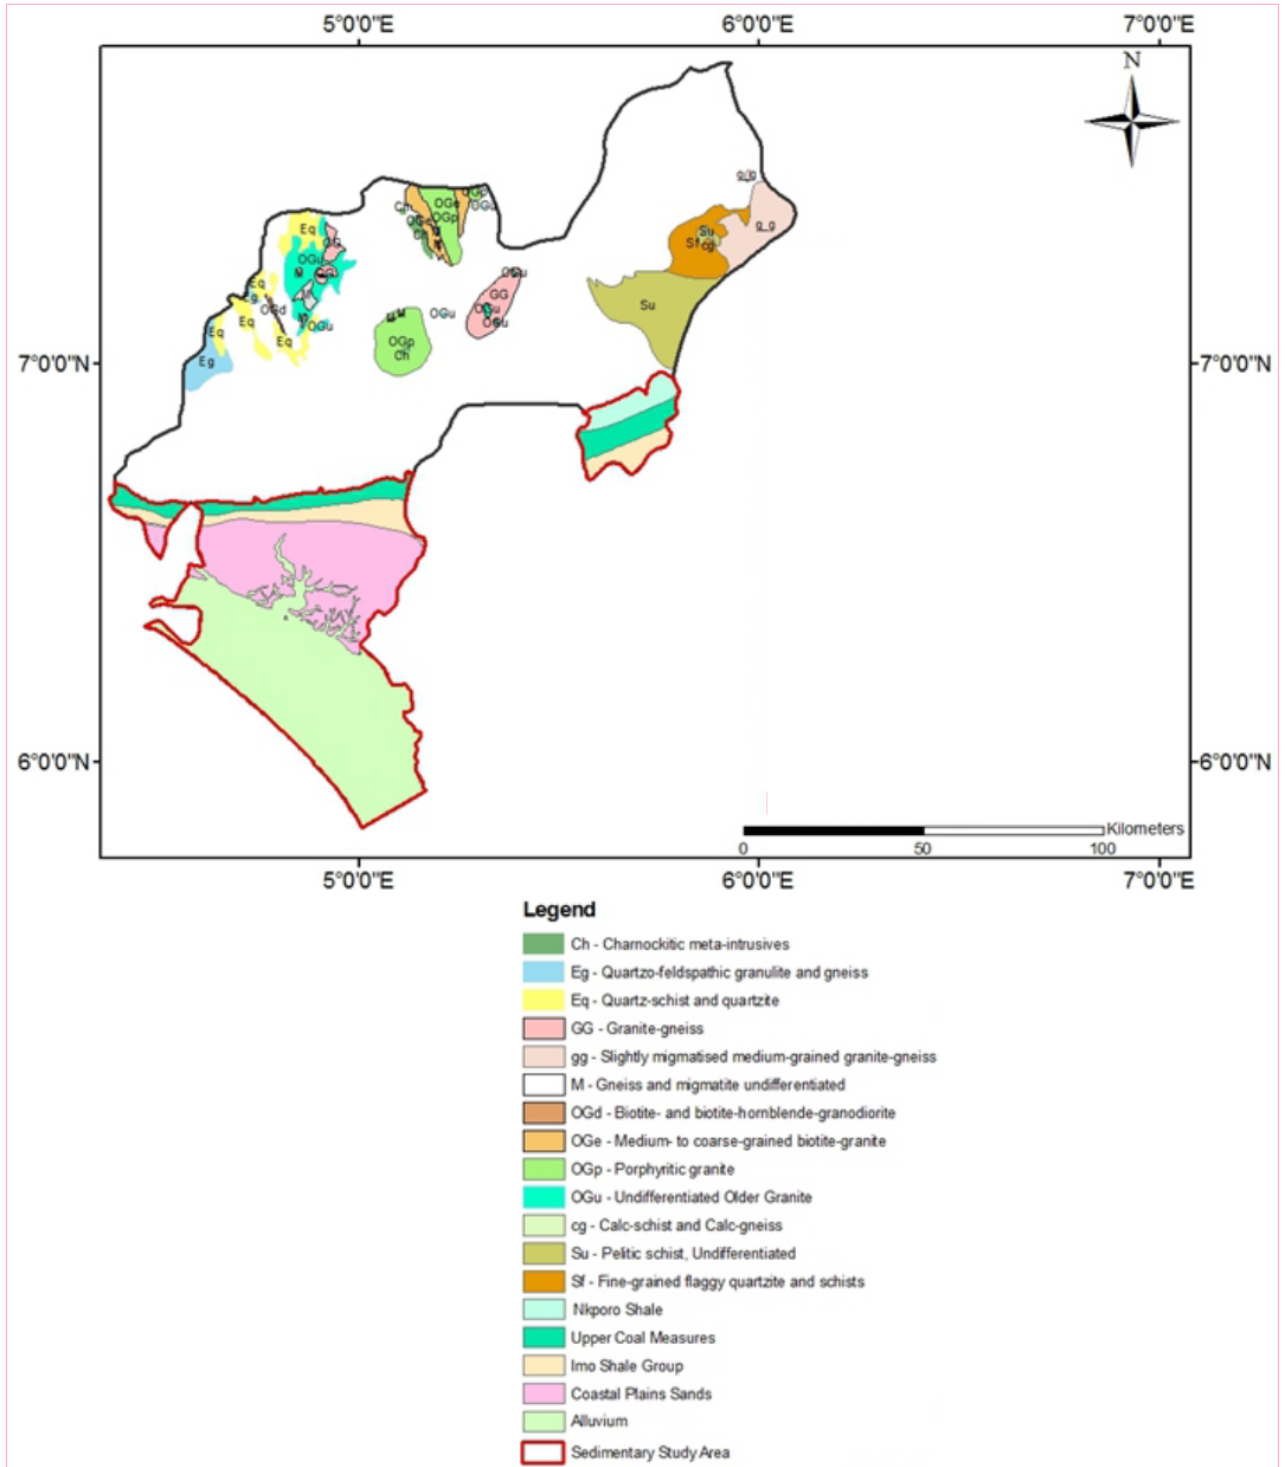 5°0'0"E 6°0'0"E 7°0'0"E
N
g_g
OGp
Ch OGe OGu
OGp
Su
g_g
Eq
OG
Sf cg
OGu
M GG
OGu
Eq
GG
Su
Eg
OGd
M
OGu
Eq
M
OGu
OGu
Eq
Eq
OGp
Ch
Eg
7°0'0"N 7°0'0"N
6°0'0"N 6°0'0"N
Kilometers
0 50 100
5°0'0"E 6°0'0"E 7°0'0"E
Legend
Ch - Charnockitic meta-intrusives
Eg - Quartzo-feldspathic granulite and gneiss
Eq - Quartz-schist and quartzite
GG - Granite-gneiss
gg - Slightly migmatised medium-grained granite-gneiss
M - Gneiss and migmatite undifferentiated
OGd - Biotite- and biotite-hornblende-granodiorite
OGe - Medium- to coarse-grained biotite-granite
OGp - Porphyritic granite
OGu - Undifferentiated Older Granite
cg - Calc-schist and Calc-gneiss
Su - Pelitic schist, Undifferentiated
Sf - Fine-grained flaggy quartzite and schists
Nkporo Shale
Upper Coal Measures
Imo Shale Group
Coastal Plains Sands
Alluvium
Sedimentary Study Area